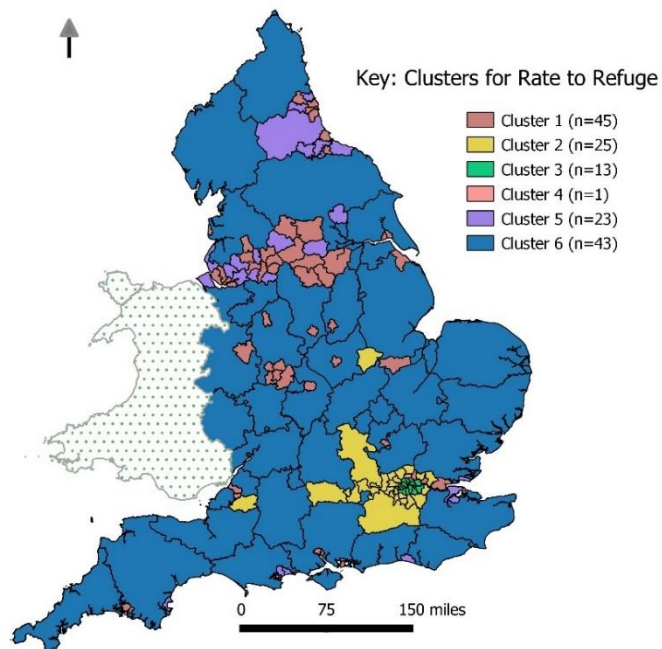 Key: Clusters for Rate to Refuge
Cluster 1 (n=45)
Cluster 2 (n=25)
Cluster 3 (n=13)
Cluster 4 (n=1)
Cluster 5 (n=23)
Cluster 6 (n=43)
0 75 150 miles